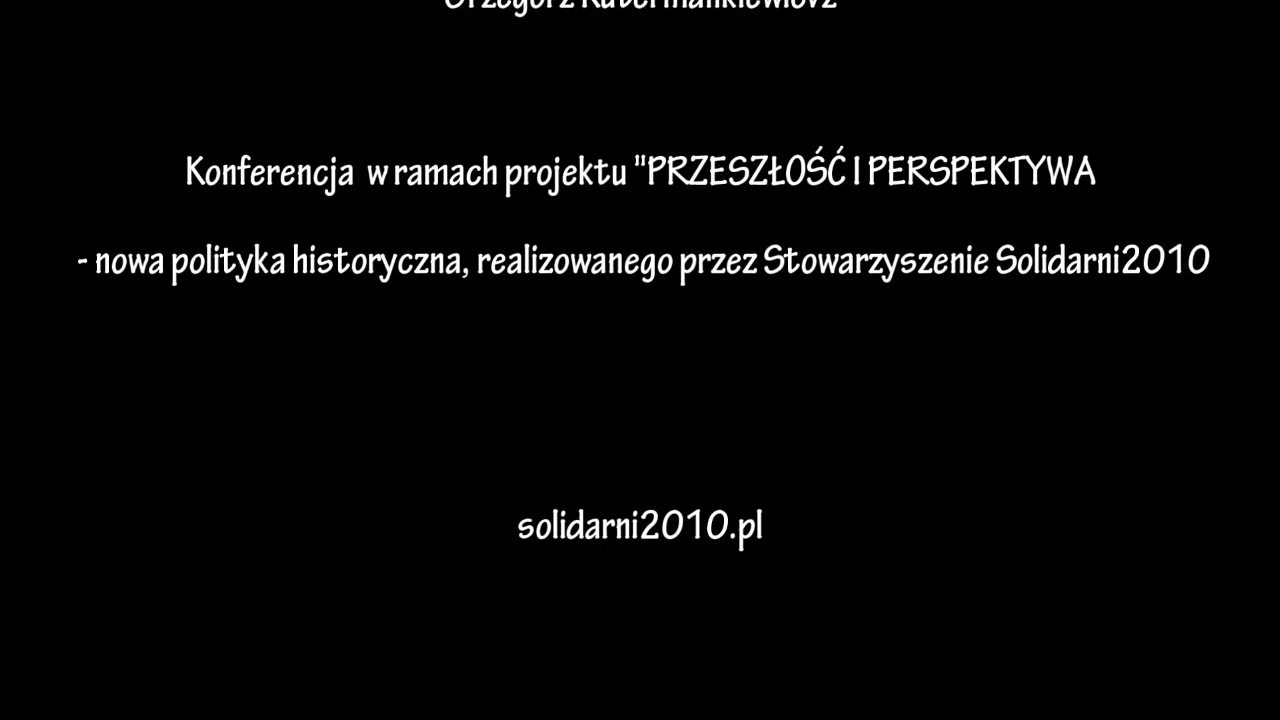 Konferencja w ramach projektu "PRZESZŁOŚĆ I PERSPEKTYWA
- nowa polityka historyczna, realizowanego przez Stowarzyszenie Solidarni2010
solidarni2010.pl